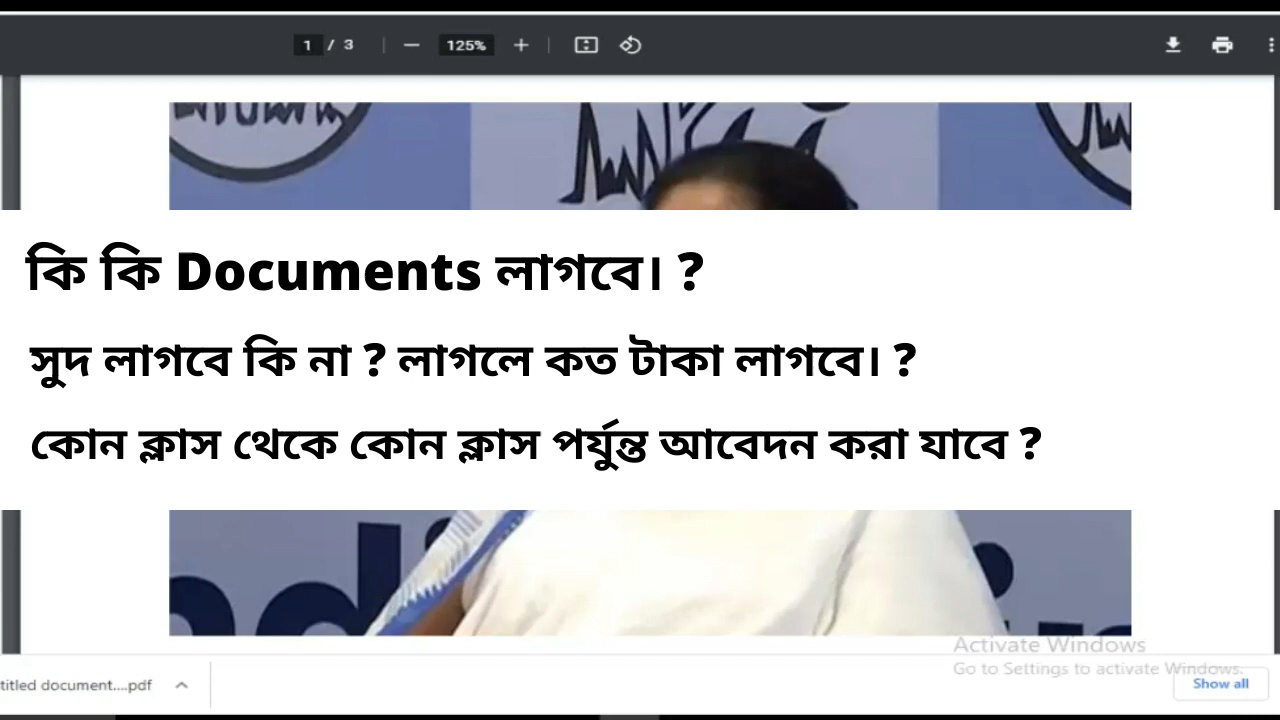 1 / 3
125%
কি কি Documents লাগবে। ?
সুদ লাগবে কি না ? লাগলে কত টাকা লাগবে। ?
কোন ক্লাস থেকে কোন ক্লাস পর্যুন্ত আবেদন করা যাবে ?
Activate Windows
Go to Settings to activate Windows.
titled document....pdf
Show all